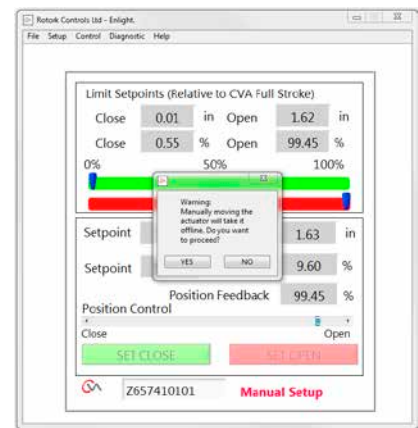 Rotork Controls Ltd - Enlight.
File Setup Control Diagnostic Help
Limit Setpoints (Relative to CVA Full Stroke)
Close 0.01 in Open 1.62 in
Close 0.55 % Open 99.45 %
0% 50% 100%
Warning:
Manually moving the
actuator will take it
offline. Do you want
to proceed?
YES NO
Setpoint 1.63 in
Setpoint 9.60 %
Position Feedback 99.45 %
Position Control
Close Open
SET CLOSE SET OPEN
CVA Z657410101 Manual Setup